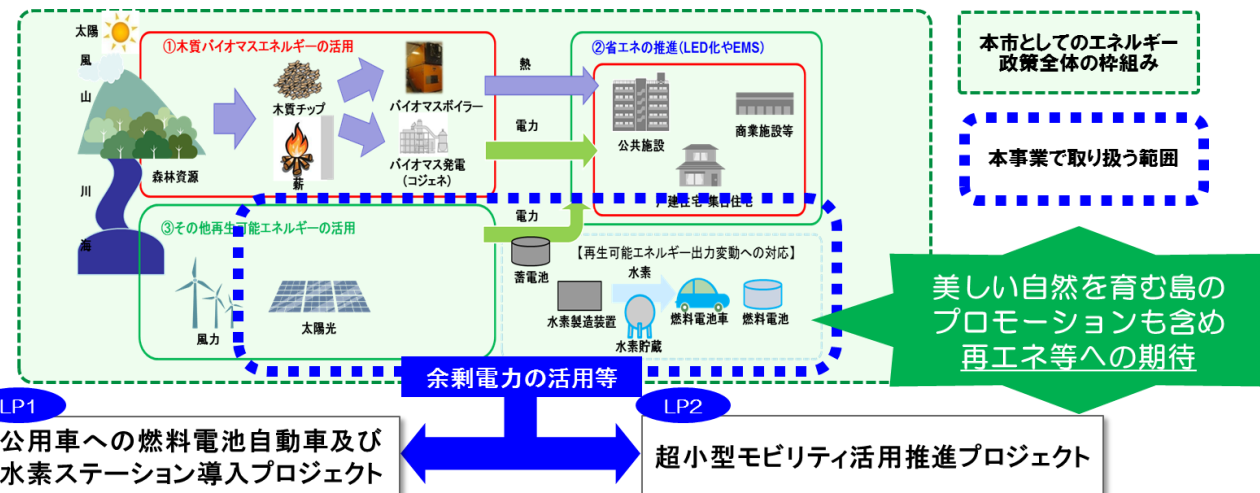 太陽
風
山
川
海
①木質バイオマスエネルギーの活用
木質チップ
薪
森林資源
バイオマスボイラー
バイオマス発電
(コジェネ)
熱
電力
②省エネの推進(LED化やEMS)
公共施設
商業施設等
戸建住宅・集合住宅
③その他再生可能エネルギーの活用
風力
太陽光
電力
蓄電池
【再生可能エネルギー出力変動への対応】
水素
水素製造装置
水素貯蔵
燃料電池車
燃料電池
本市としてのエネルギー
政策全体の枠組み
本事業で取り扱う範囲
美しい自然を育む島の
プロモーションも含め
再エネ等への期待
余剰電力の活用等
LP1
公用車への燃料電池自動車及び
水素ステーション導入プロジェクト
LP2
超小型モビリティ活用推進プロジェクト